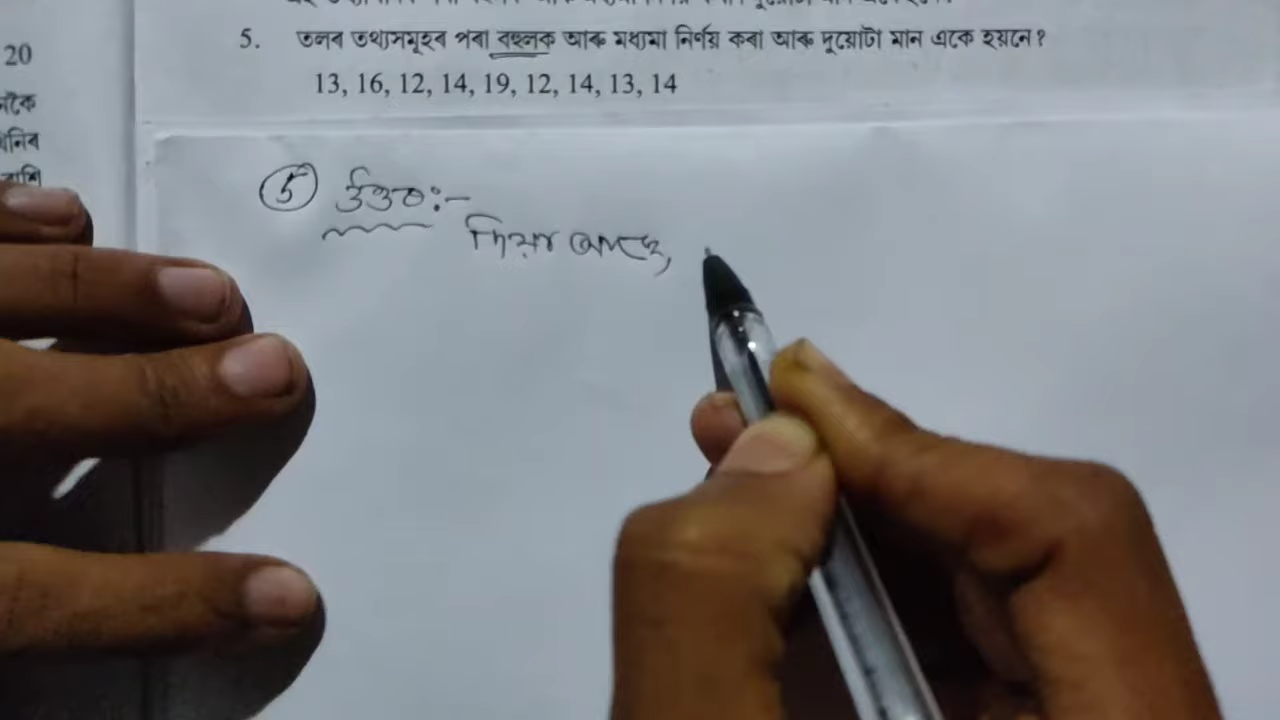 20
5. তলৰ তথ্যসমূহৰ পৰা বহুলক আৰু মধ্যমা নিৰ্ণয় কৰা আৰু দুয়োটা মান একে হয়নে?
13, 16, 12, 14, 19, 12, 14, 13, 14
5 উত্তৰঃ-
দিয়া আছে,